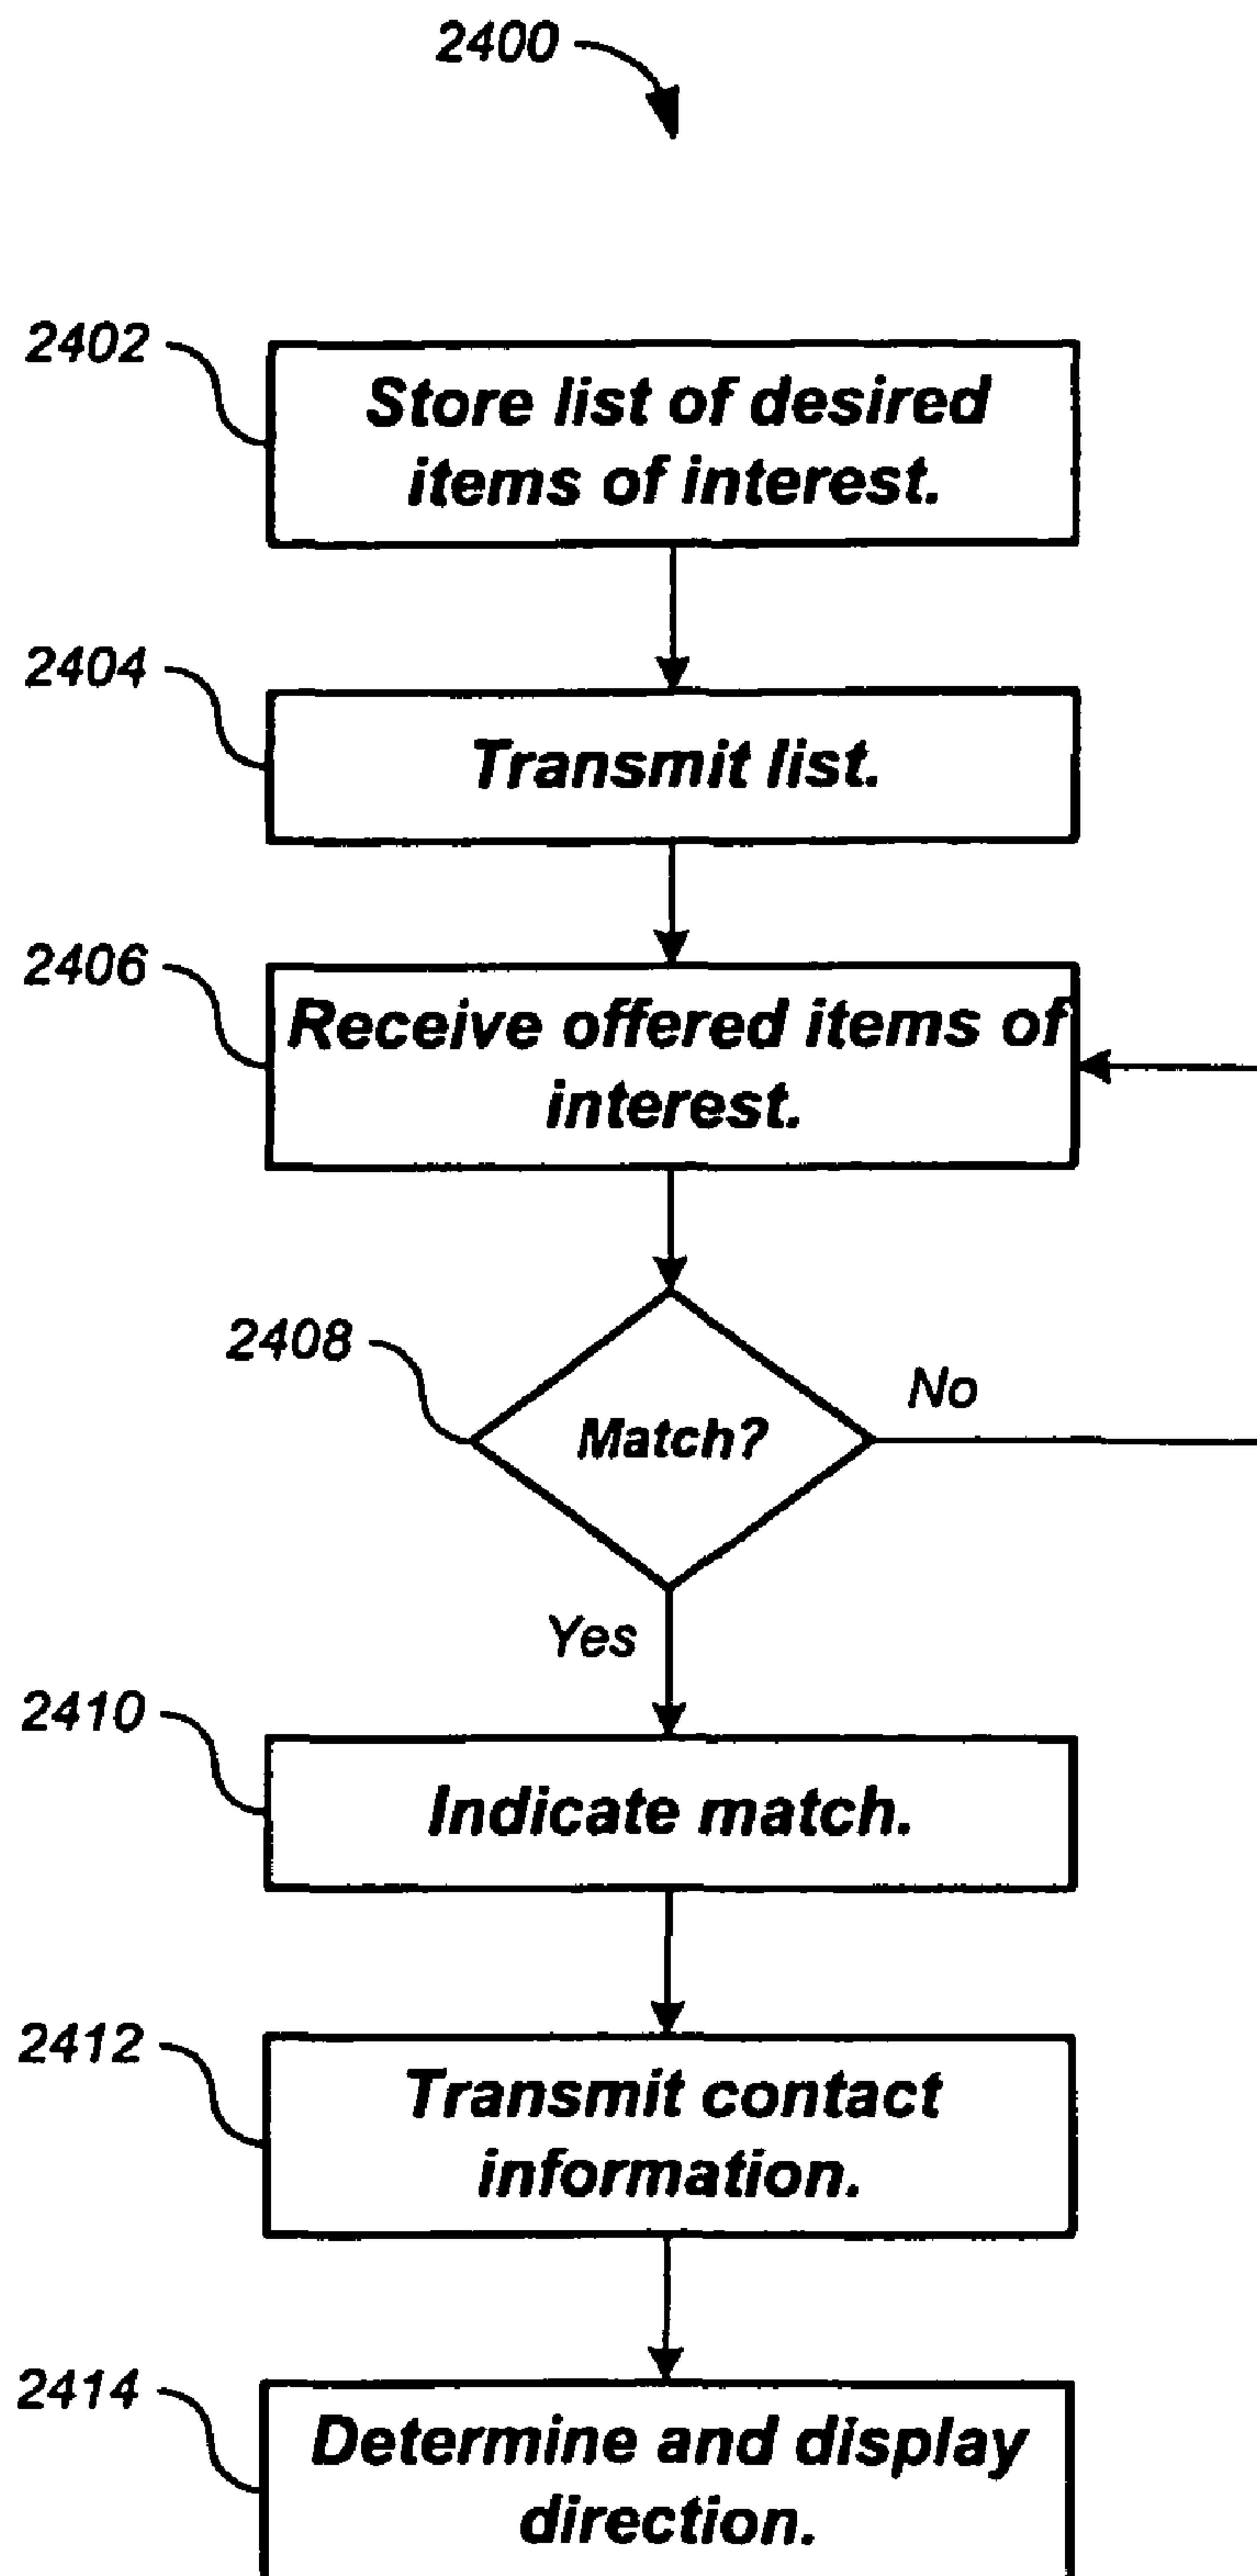 2400
2402
Store list of desired
items of interest.
2404
Transmit list.
2406
Receive offered items of
interest.
2408
Match?
No
Yes
2410
Indicate match.
2412
Transmit contact
information.
2414
Determine and display
direction.